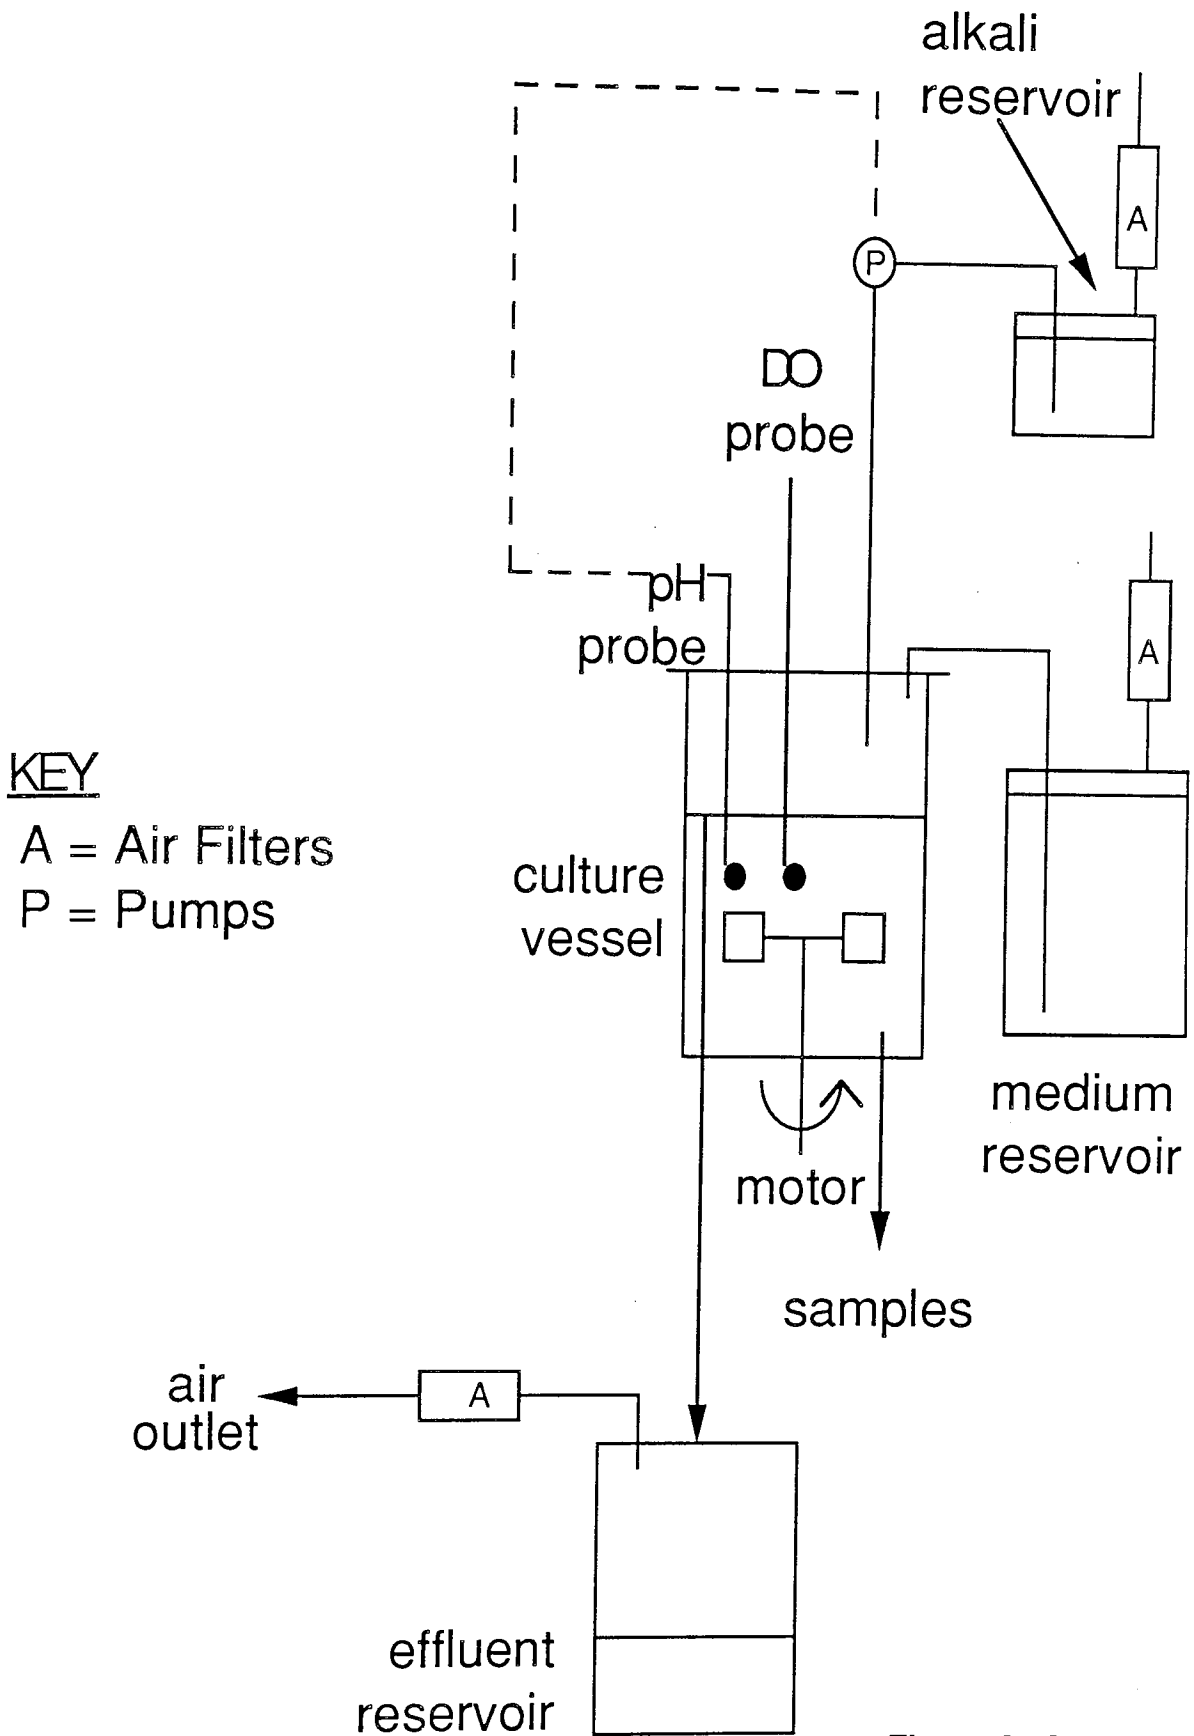 alkali
reservoir
A
P
DO
probe
pH
probe
A
KEY
A = Air Filters
P = Pumps
culture
vessel
medium
reservoir
motor
samples
air
outlet
A
effluent
reservoir